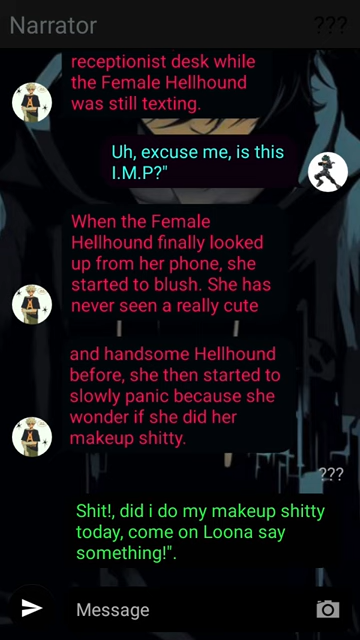 Narrator
???
receptionist desk while
the Female Hellhound
was still texting.
Uh, excuse me, is this
I.M.P?"
When the Female
Hellhound finally looked
up from her phone, she
started to blush. She has
never seen a really cute
and handsome Hellhound
before, she then started to
slowly panic because she
wonder if she did her
makeup shitty.
???
Shit!, did i do my makeup shitty
today, come on Loona say
something!".
Message